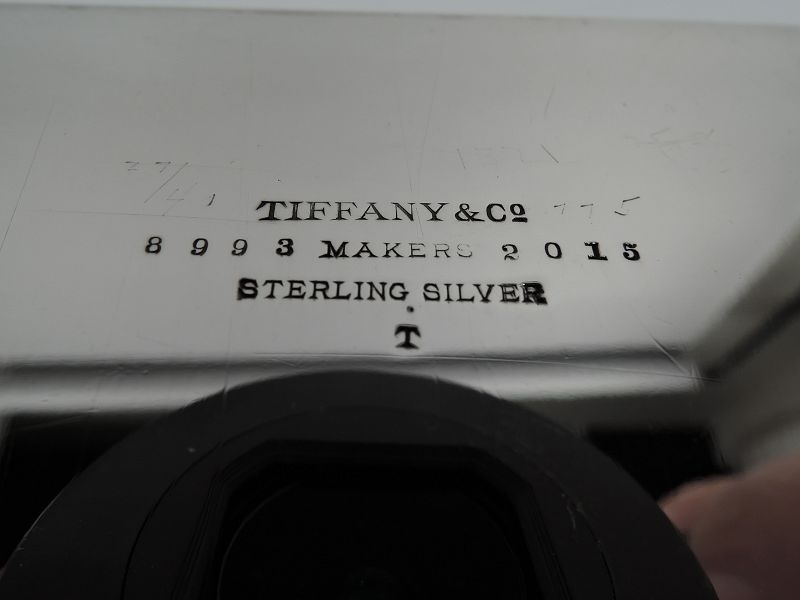 TIFFANY & Cº
8993 MAKERS 2015
STERLING SILVER
T